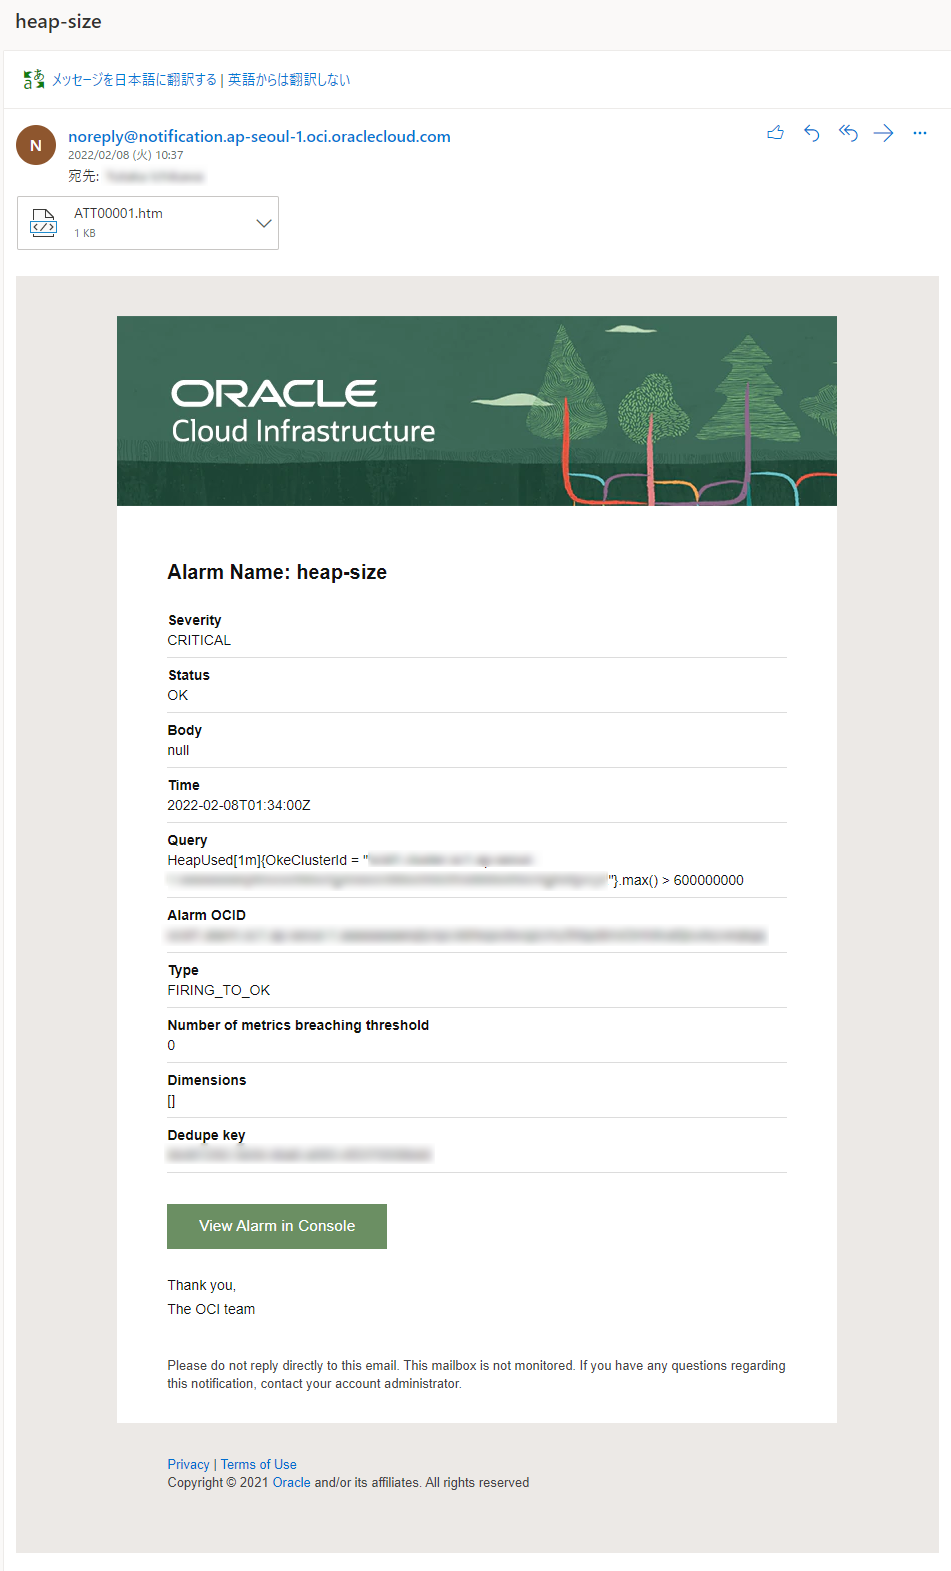 heap-size
メッセージを日本語に翻訳する | 英語からは翻訳しない
N
noreply@notification.ap-seoul-1.oci.oraclecloud.com
2022/02/08 (火) 10:37
宛先:
ATT00001.htm
1 KB
ORACLE
Cloud Infrastructure
Alarm Name: heap-size
Severity
CRITICAL
Status
OK
Body
null
Time
2022-02-08T01:34:00Z
Query
HeapUsed[1m]{OkeClusterId = "
"}.max() > 600000000
Alarm OCID
Type
FIRING_TO_OK
Number of metrics breaching threshold
0
Dimensions
[]
Dedupe key
View Alarm in Console
Thank you,
The OCI team
Please do not reply directly to this email. This mailbox is not monitored. If you have any questions regarding
this notification, contact your account administrator.
Privacy | Terms of Use
Copyright © 2021 Oracle and/or its affiliates. All rights reserved